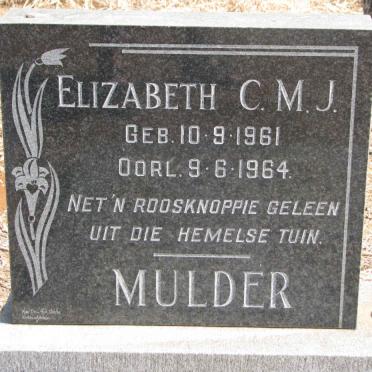 ELIZABETH C.M.J.
GEB. 10-9-1961
OORL. 9-6-1964.
NET 'N ROOSKNOPPIE GELEEN
UIT DIE HEMELSE TUIN.
MULDER